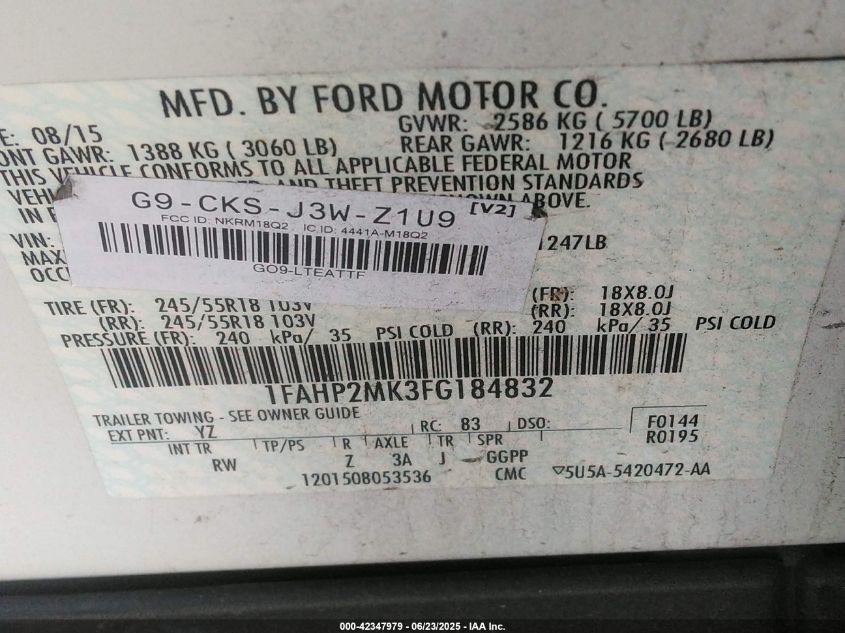 MFD. BY FORD MOTOR CO.
E: 08/15 GVWR: 2586 KG ( 5700 LB)
ONT GAWR: 1388 KG ( 3060 LB) REAR GAWR: 1216 KG ( 2680 LB)
THIS VEHICLE CONFORMS TO ALL APPLICABLE FEDERAL MOTOR
VEH AND THEFT PREVENTION STANDARDS
IN E ABOVE.
G9-CKS-J3W-Z1U9 [V2]
FCC ID: NKRM18Q2 IC ID: 4441A-M18Q2
GO9-LTEATTF
VIN:
MAX 1247LB
OCC
TIRE (FR): 245/55R18 103V (FR): 18X8.0J
(RR): 245/55R18 103V (RR): 18X8.0J
PRESSURE (FR): 240 kPa/ 35 PSI COLD (RR): 240 kPa/ 35 PSI COLD
1FAHP2MK3FG184832
TRAILER TOWING - SEE OWNER GUIDE
EXT PNT: YZ RC: 83 DSO: F0144
INT TR TP/PS R AXLE TR SPR R0195
RW Z 3A J GGPP
1201508053536 CMC ▽5U5A-5420472-AA
000-42347979 - 06/23/2025 - IAA Inc.